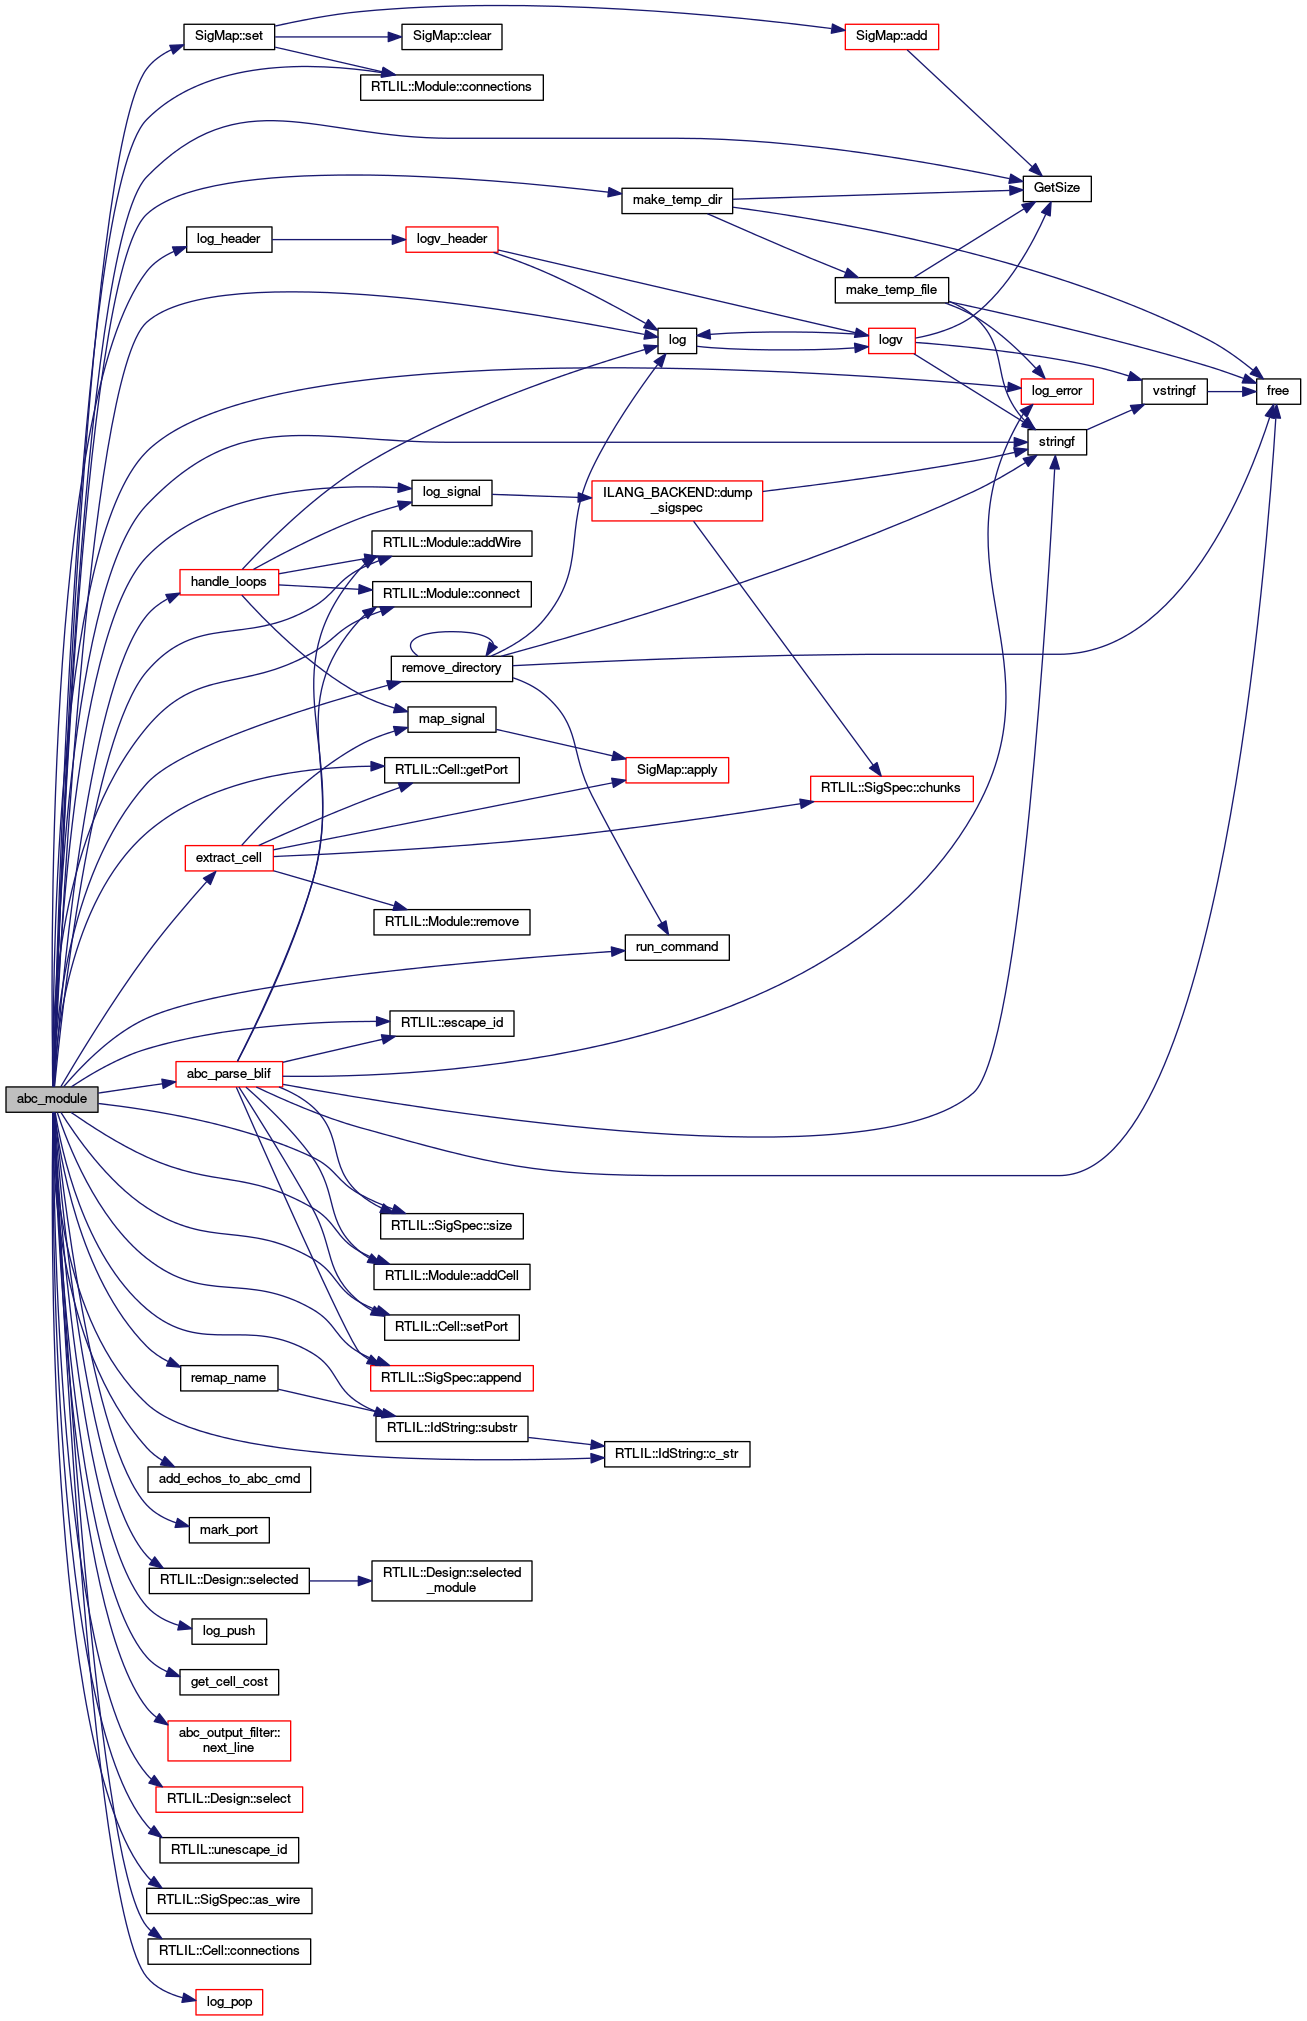 SigMap::set
SigMap::add
SigMap::clear
RTLIL::Module::connections
GetSize
make_temp_dir
log_header
logv_header
make_temp_file
log
logv
log_error
vstringf
free
stringf
log_signal
ILANG_BACKEND::dump
_sigspec
RTLIL::Module::addWire
handle_loops
RTLIL::Module::connect
remove_directory
map_signal
RTLIL::Cell::getPort
SigMap::apply
RTLIL::SigSpec::chunks
extract_cell
RTLIL::Module::remove
run_command
RTLIL::escape_id
abc_parse_blif
abc_module
RTLIL::SigSpec::size
RTLIL::Module::addCell
RTLIL::Cell::setPort
remap_name
RTLIL::SigSpec::append
RTLIL::IdString::substr
RTLIL::IdString::c_str
add_echos_to_abc_cmd
mark_port
RTLIL::Design::selected
RTLIL::Design::selected
_module
log_push
get_cell_cost
abc_output_filter::
next_line
RTLIL::Design::select
RTLIL::unescape_id
RTLIL::SigSpec::as_wire
RTLIL::Cell::connections
log_pop